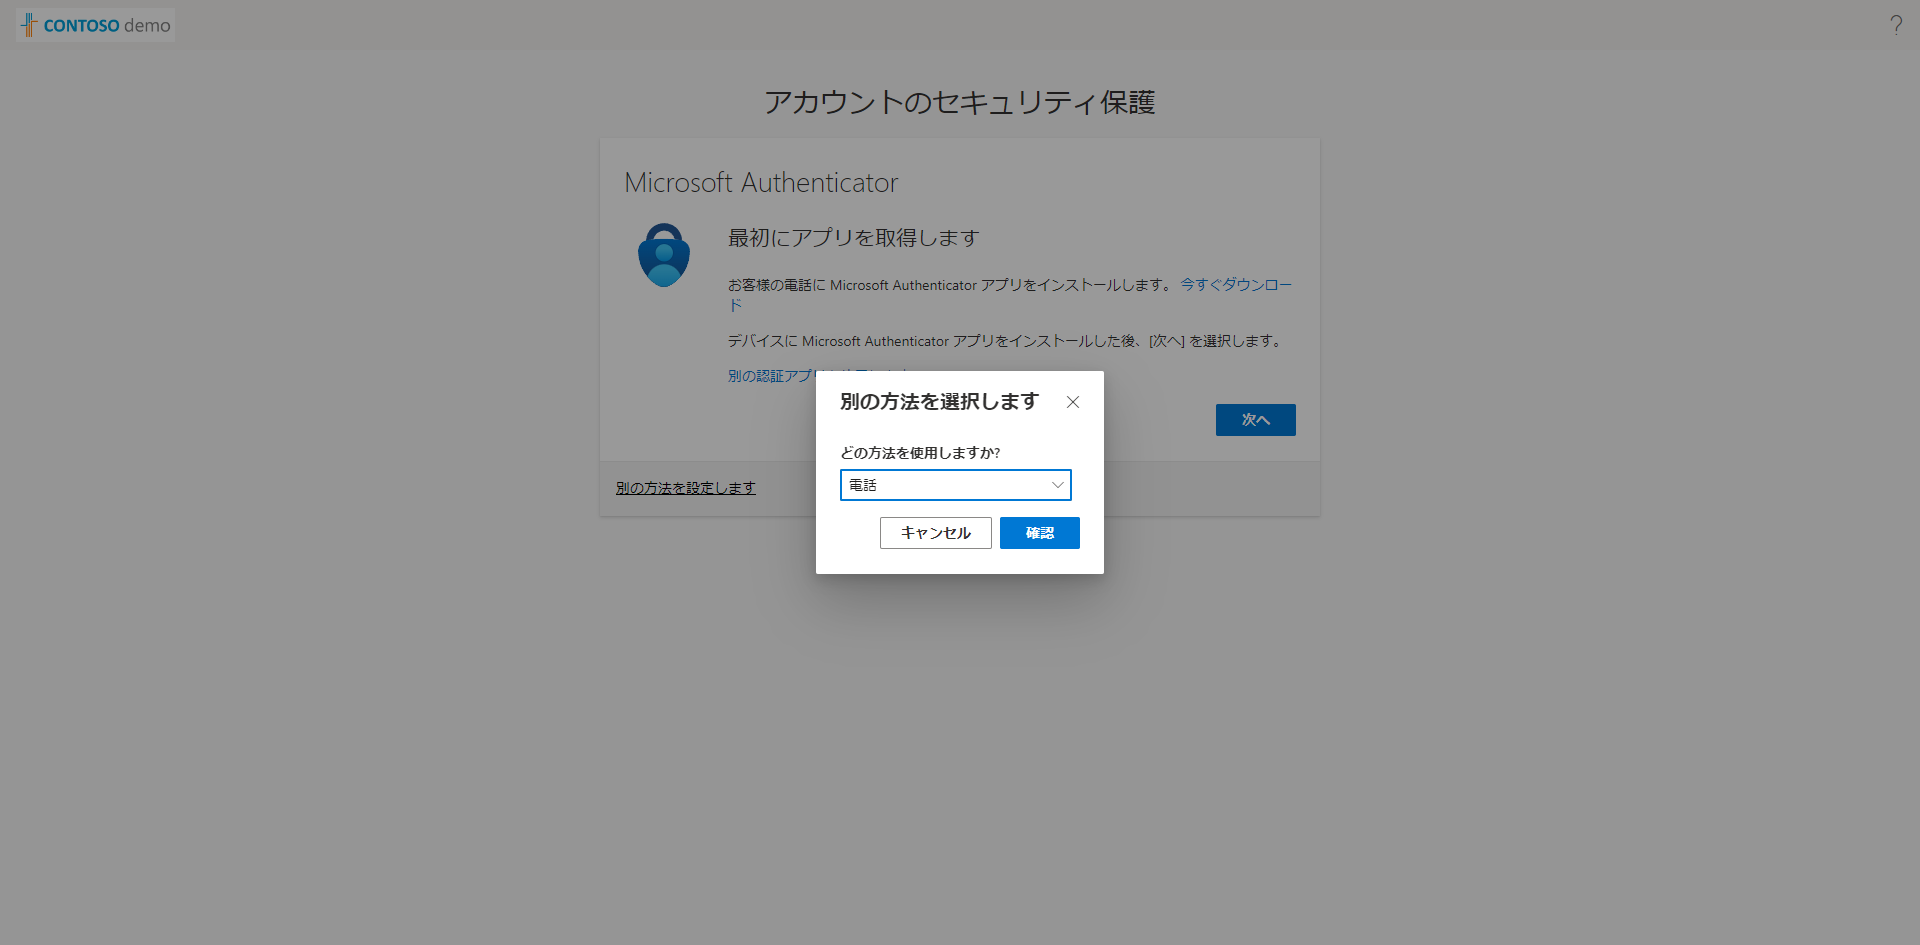 CONTOSO demo
?
アカウントのセキュリティ保護
Microsoft Authenticator
最初にアプリを取得します
お客様の電話に Microsoft Authenticator アプリをインストールします。 今すぐダウンロー
ド
デバイスに Microsoft Authenticator アプリをインストールした後、[次へ] を選択します。
別の認証アプ
別の方法を選択します
次へ
どの方法を使用しますか?
電話
別の方法を設定します
キャンセル
確認